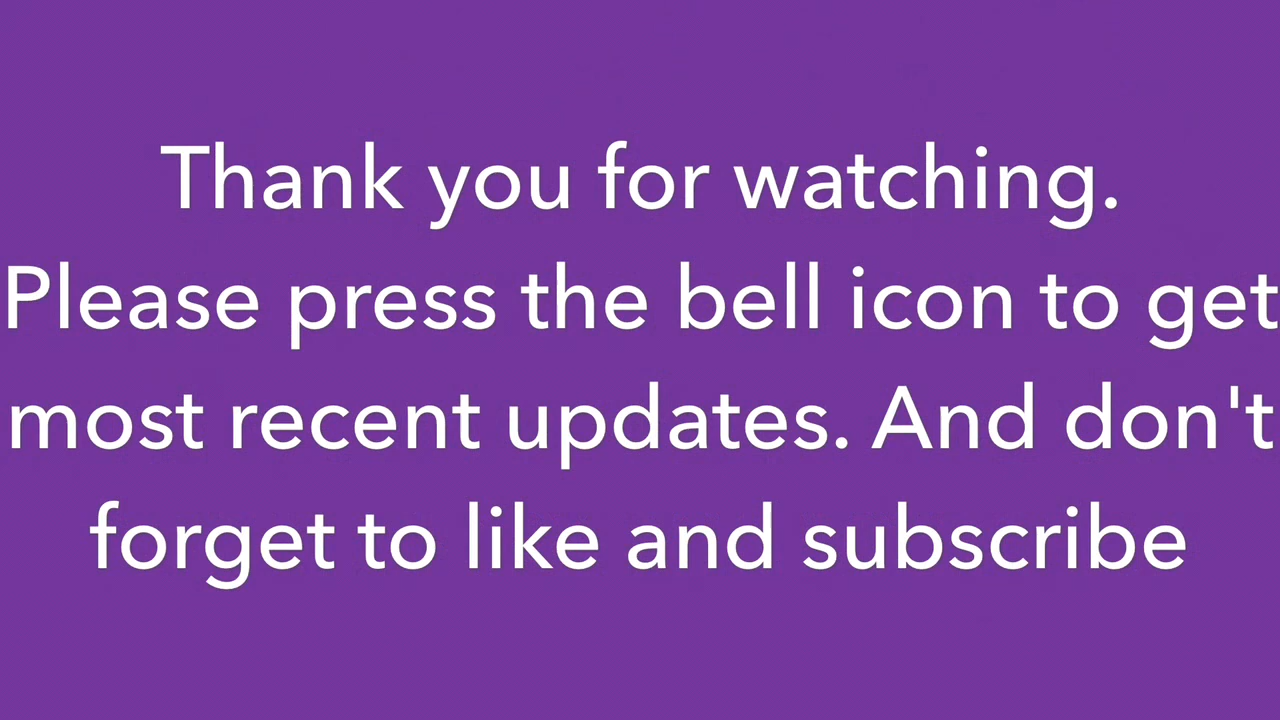 Thank you for watching.
Please press the bell icon to get
most recent updates. And don't
forget to like and subscribe